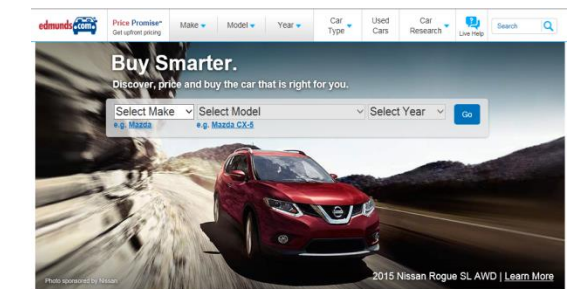 edmunds.com
Price Promise®
Get upfront pricing
Make
Model
Year
Car Type
Used Cars
Car Research
Live Help
Search
Buy Smarter.
Discover, price and buy the car that is right for you.
Select Make
Select Model
Select Year
Go
e.g. Mazda
e.g. Mazda CX-5
Photo sponsored by Nissan
2015 Nissan Rogue SL AWD | Learn More